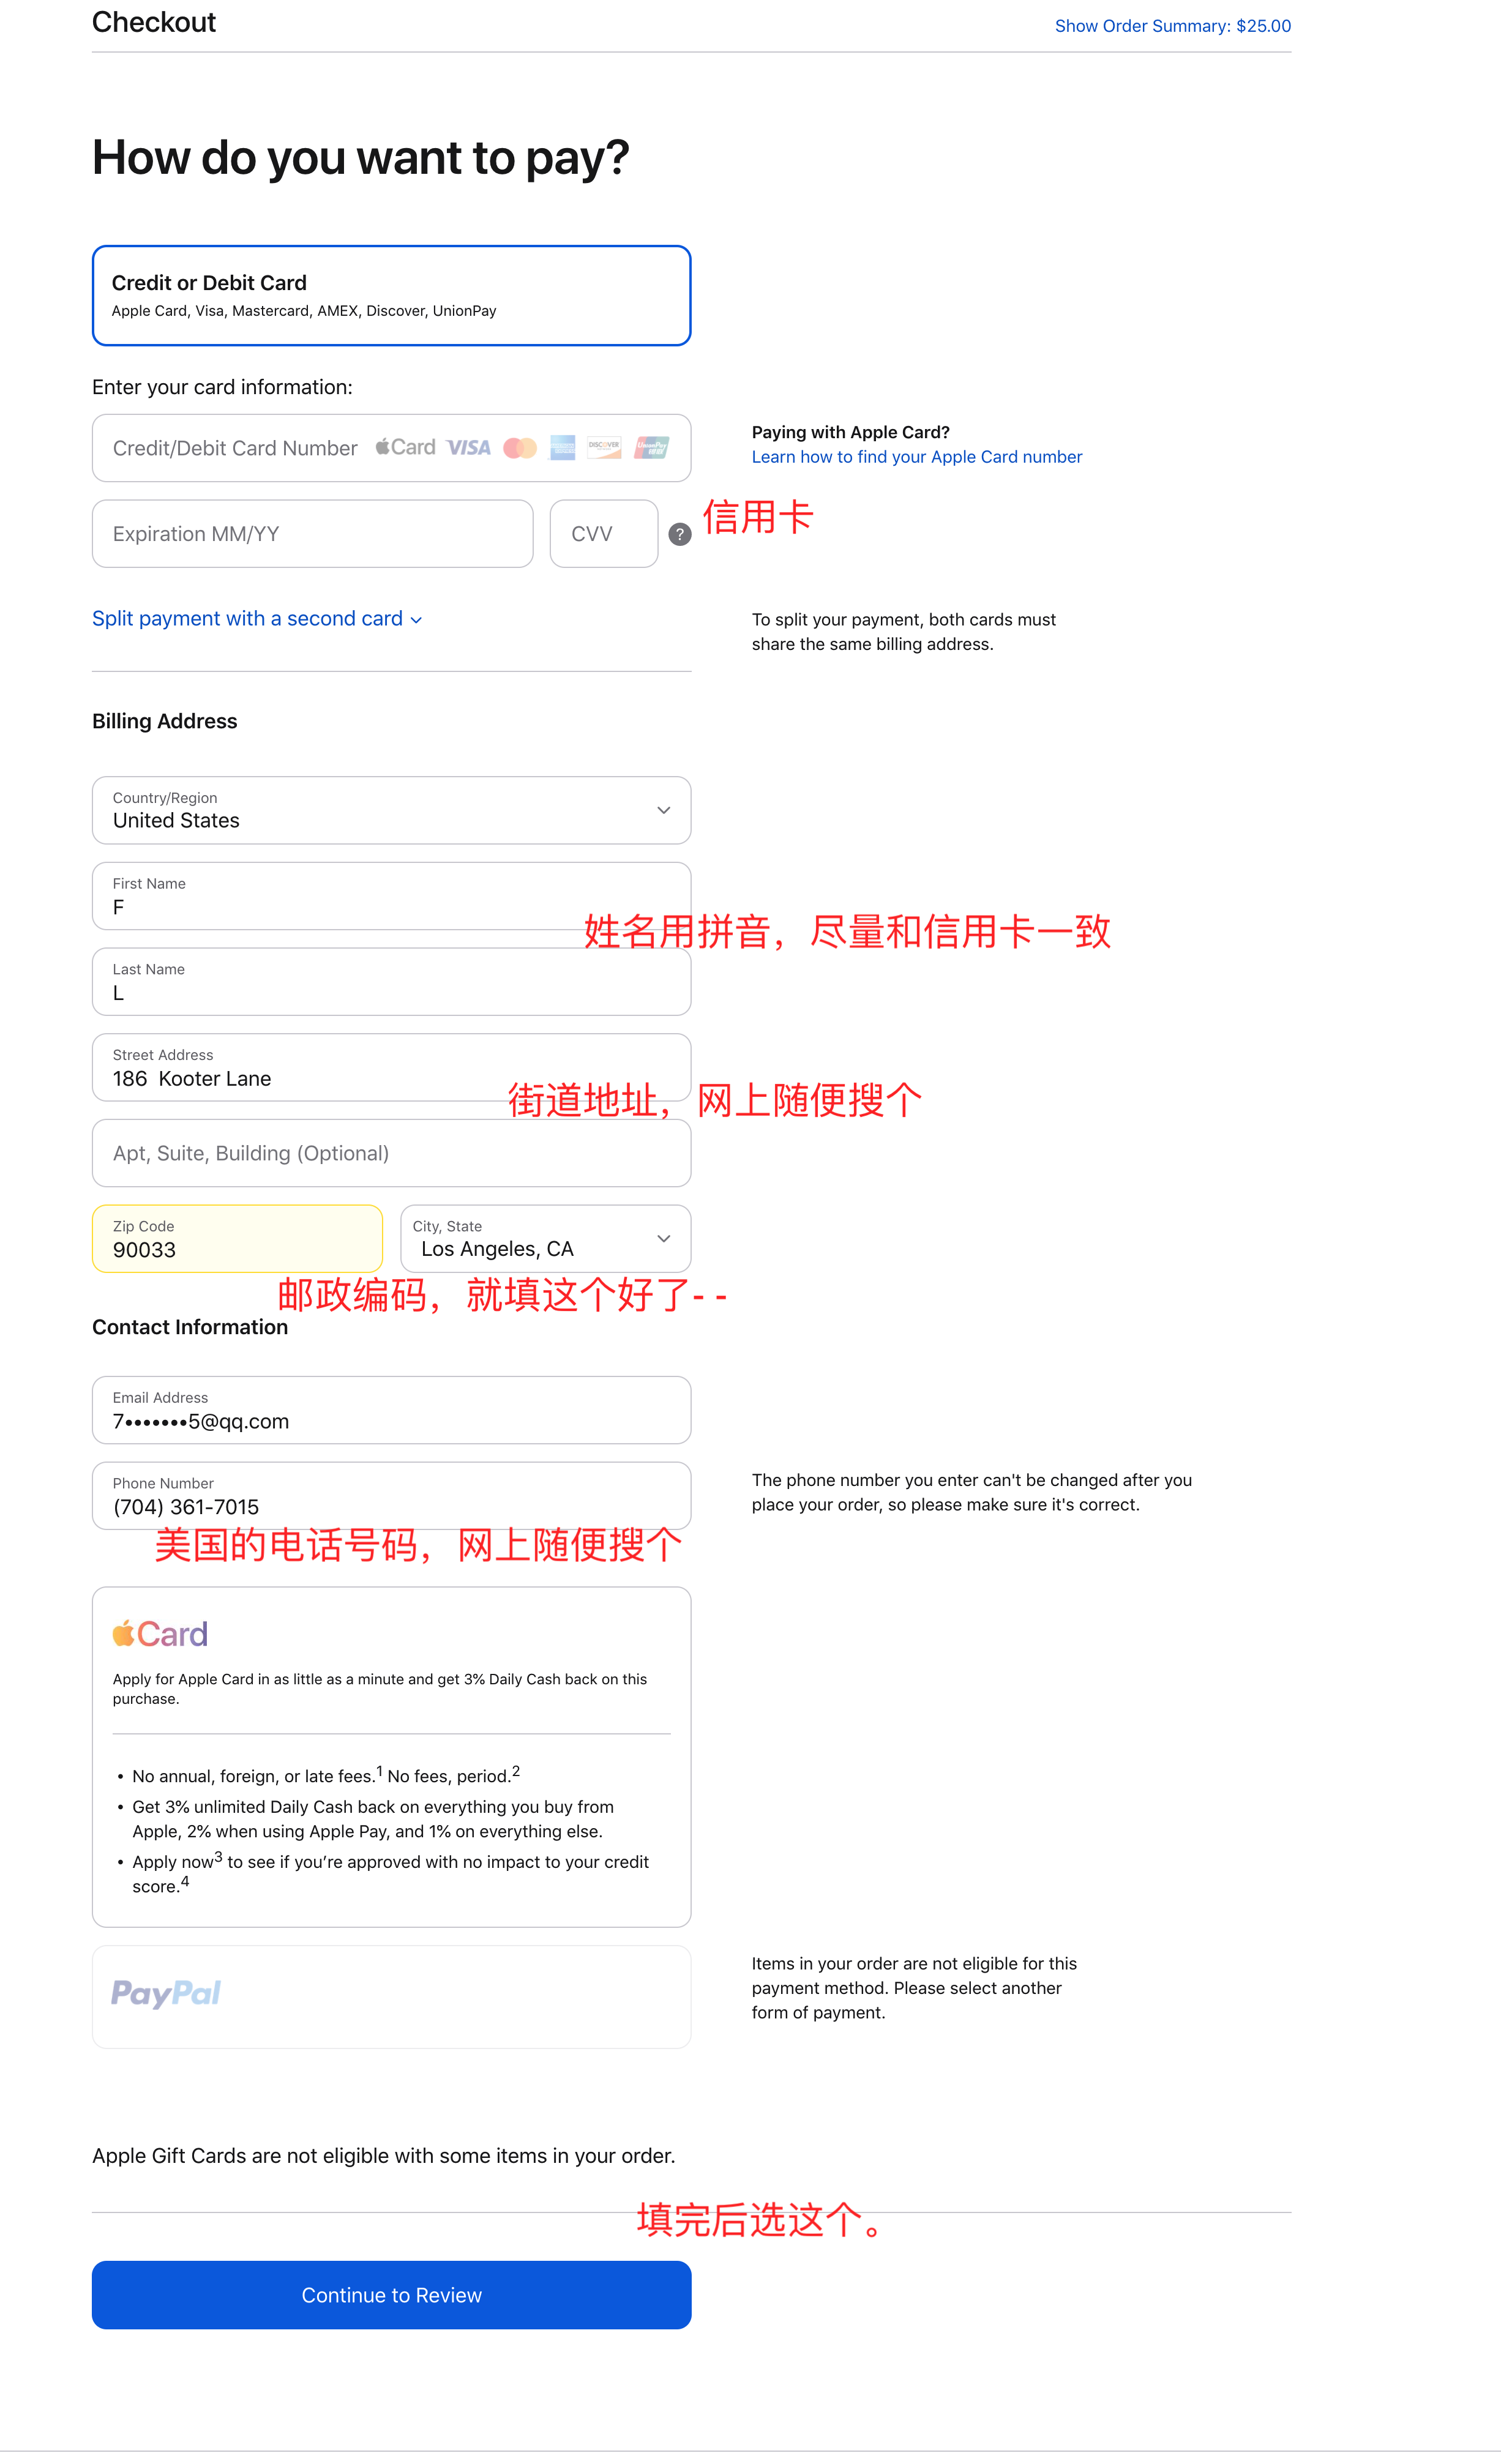 Checkout
Show Order Summary: $25.00
How do you want to pay?
Credit or Debit Card
Apple Card, Visa, Mastercard, AMEX, Discover, UnionPay
Enter your card information:
Credit/Debit Card Number Card VISA AMERICAN EXPRESS DISCOVER UnionPay 银联
Paying with Apple Card?
Learn how to find your Apple Card number
Expiration MM/YY
CVV
?
信用卡
Split payment with a second card
To split your payment, both cards must
share the same billing address.
Billing Address
Country/Region
United States
First Name
F
姓名用拼音，尽量和信用卡一致
Last Name
L
Street Address
186  Kooter Lane
街道地址，网上随便搜个
Apt, Suite, Building (Optional)
Zip Code
90033
City, State
Los Angeles, CA
邮政编码，就填这个好了- -
Contact Information
Email Address
7•••••••5@qq.com
Phone Number
(704) 361-7015
The phone number you enter can't be changed after you
place your order, so please make sure it's correct.
美国的电话号码，网上随便搜个
Card
Apply for Apple Card in as little as a minute and get 3% Daily Cash back on this
purchase.
• No annual, foreign, or late fees.1 No fees, period.2
• Get 3% unlimited Daily Cash back on everything you buy from
Apple, 2% when using Apple Pay, and 1% on everything else.
• Apply now3 to see if you’re approved with no impact to your credit
score.4
PayPal
Items in your order are not eligible for this
payment method. Please select another
form of payment.
Apple Gift Cards are not eligible with some items in your order.
填完后选这个。
Continue to Review